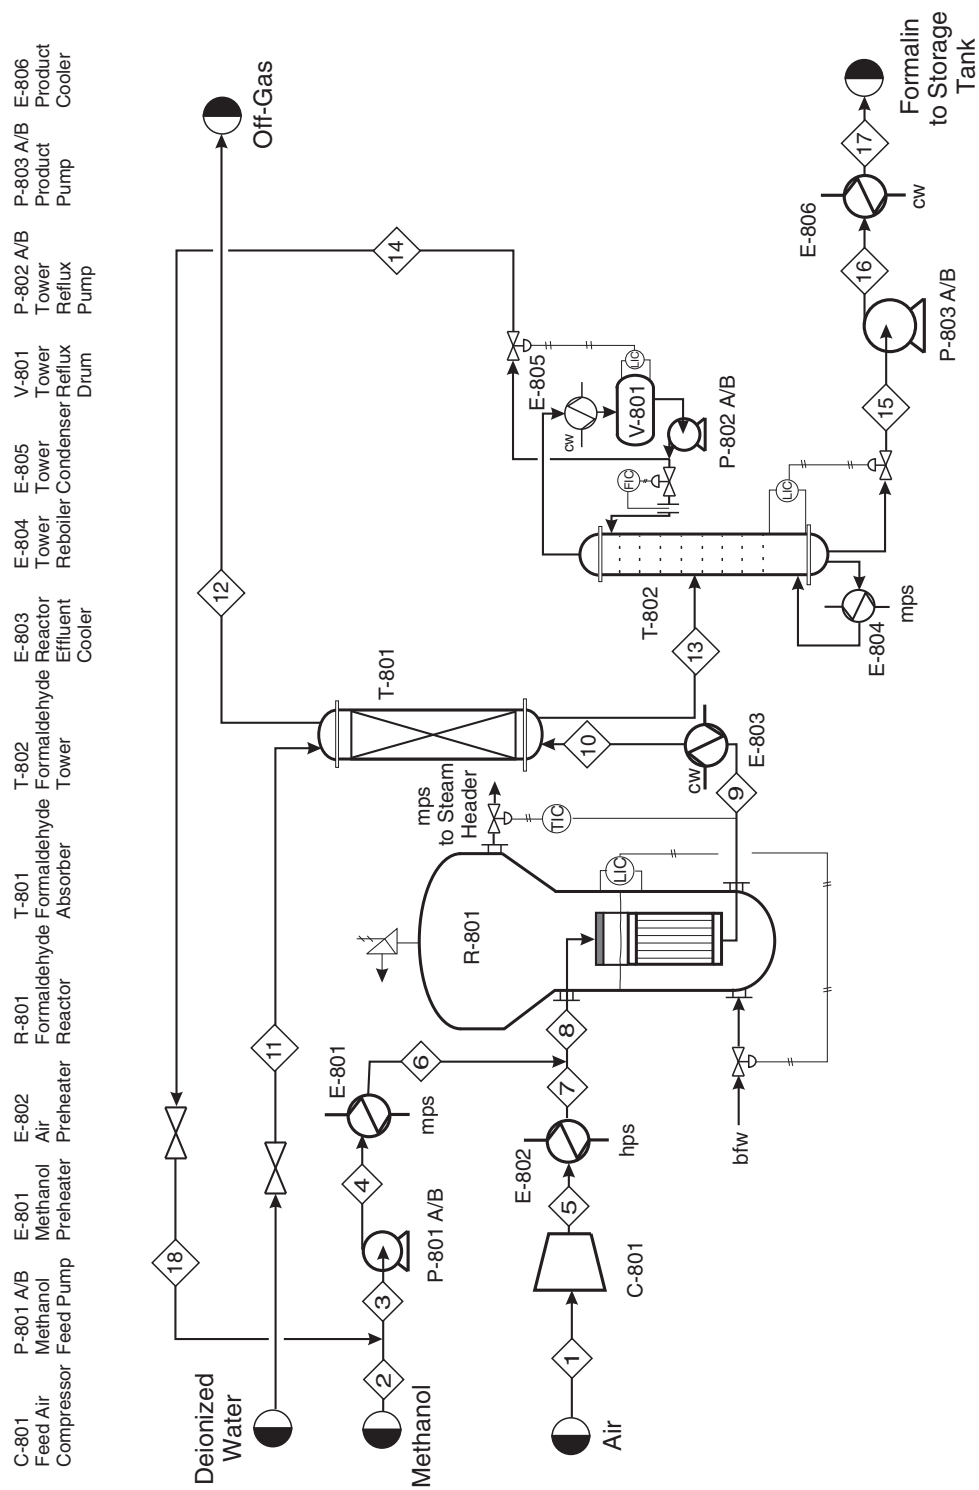 C-801
Feed Air
Compressor
P-801 A/B
Methanol
Feed Pump
E-801
Methanol
Preheater
E-802
Air
Preheater
R-801
Formaldehyde
Reactor
T-801
Formaldehyde
Absorber
T-802
Formaldehyde
Tower
E-803
Reactor
Effluent
Cooler
E-804
Tower
Reboiler
E-805
Tower
Condenser
V-801
Tower
Reflux
Drum
P-802 A/B
Tower
Reflux
Pump
P-803 A/B
Product
Pump
E-806
Product
Cooler
Deionized
Water
Methanol
Air
18
11
2
3
P-801 A/B
4
E-801
mps
6
1
C-801
5
E-802
hps
7
8
bfw
R-801
LIC
TIC
mps
to Steam
Header
9
E-803
cw
10
T-801
12
Off-Gas
13
T-802
E-804
mps
LIC
FIC
P-802 A/B
V-801
LIC
cw
E-805
14
15
P-803 A/B
16
E-806
cw
17
Formalin
to Storage
Tank